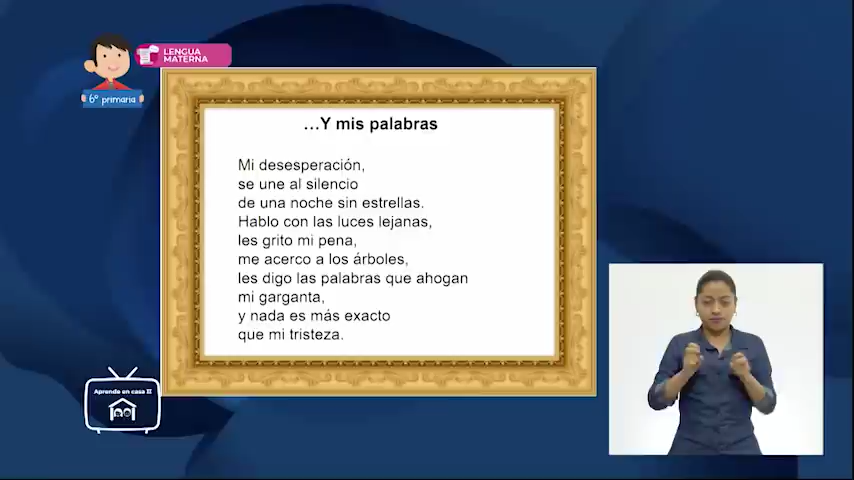 LENGUA
MATERNA
6° primaria
...Y mis palabras
Mi desesperación,
se une al silencio
de una noche sin estrellas.
Hablo con las luces lejanas,
les grito mi pena,
me acerco a los árboles,
les digo las palabras que ahogan
mi garganta,
y nada es más exacto
que mi tristeza.
Aprende en casa II